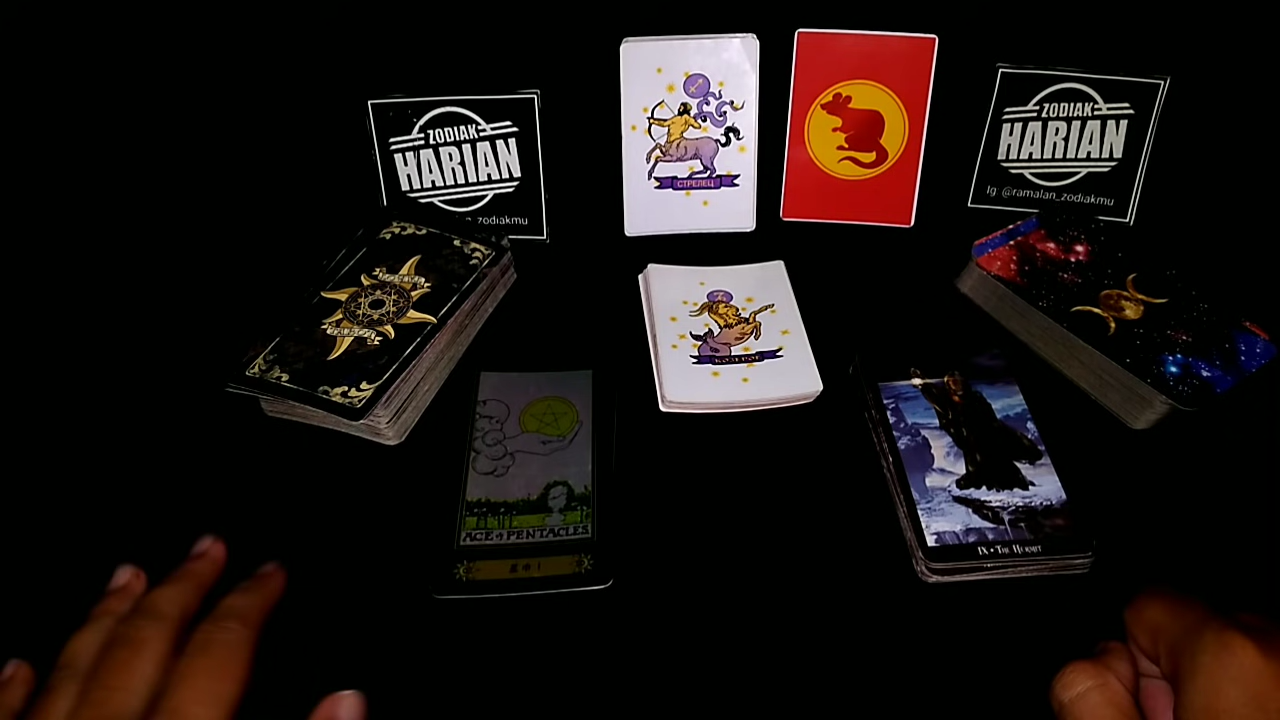 ZODIAK
HARIAN
zodiakmu
СТРЕЛЕЦ
ZODIAK
HARIAN
Ig: @ramalan_zodiakmu
КОЗЕРОГ
ACE of PENTACLES
IX • The Hermit